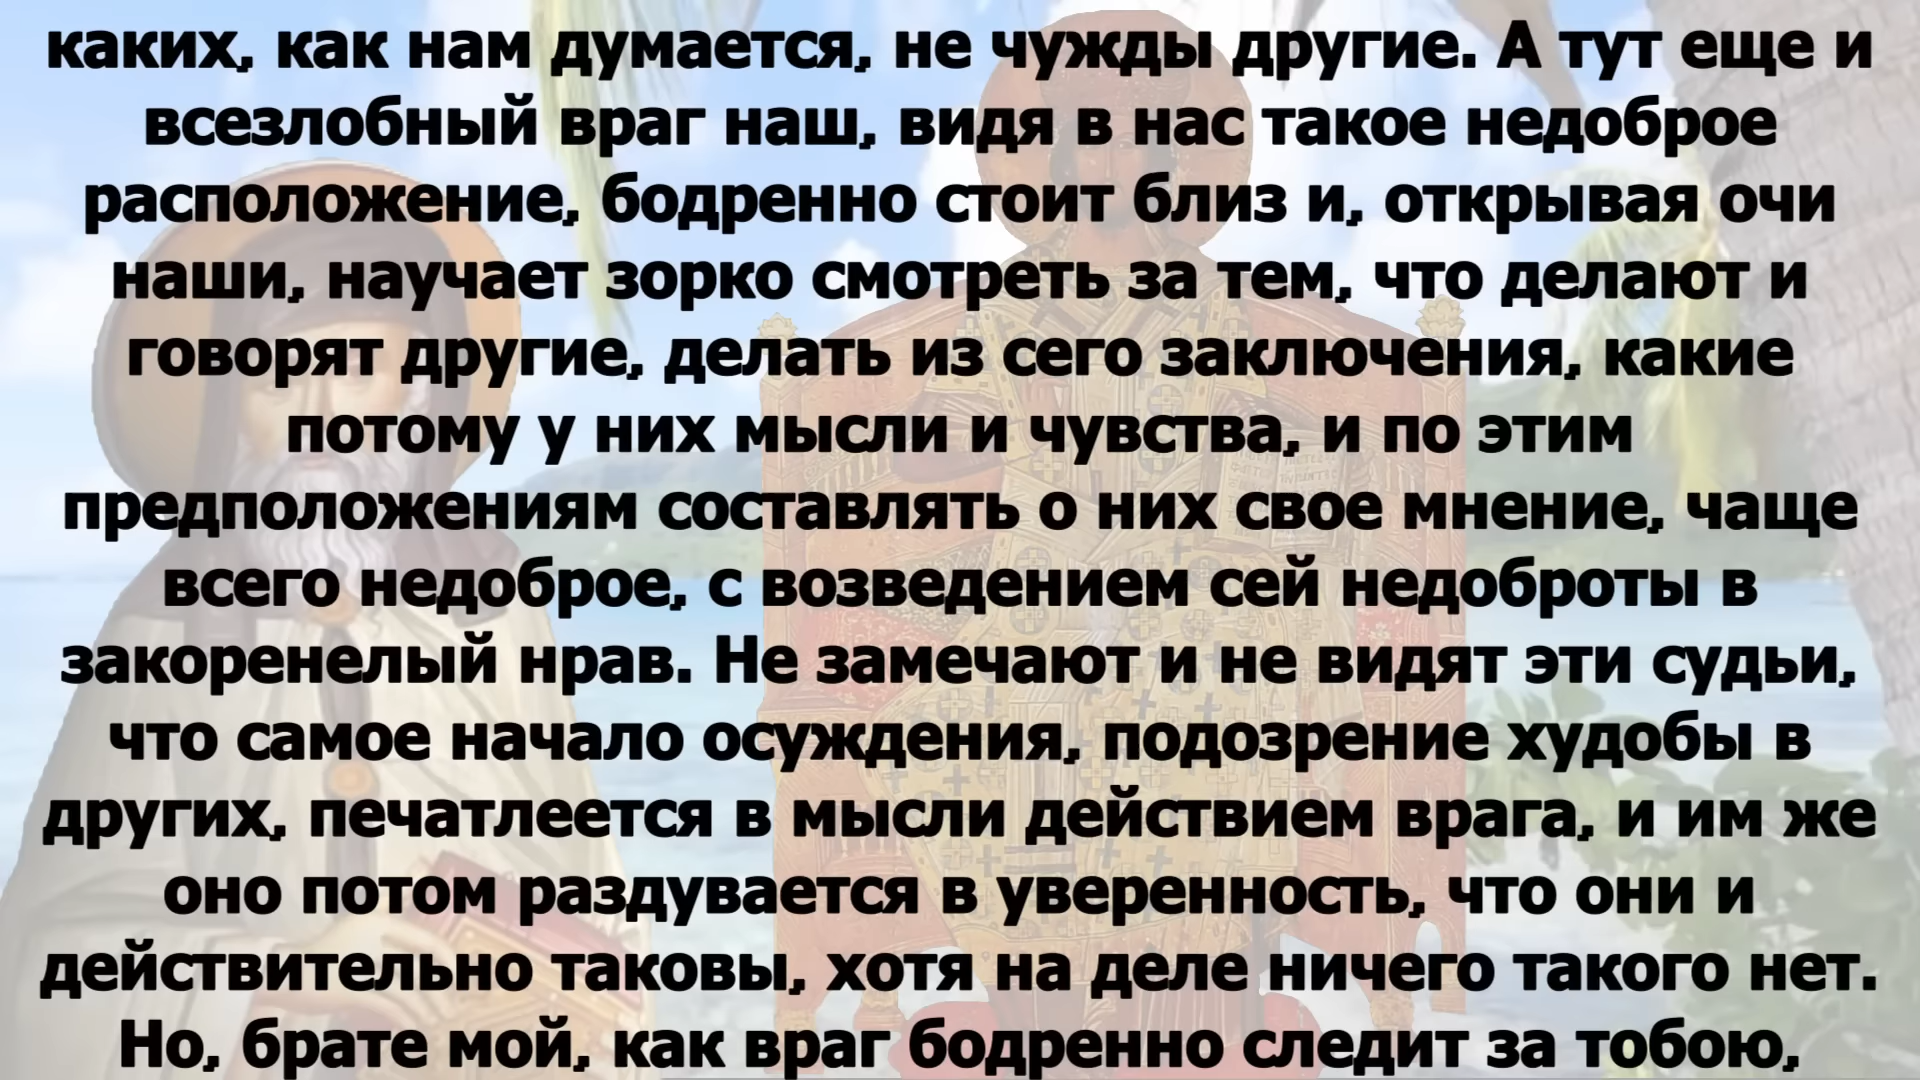 каких, как нам думается, не чужды другие. А тут еще и
всезлобный враг наш, видя в нас такое недоброе
расположение, бодренно стоит близ и, открывая очи
наши, научает зорко смотреть за тем, что делают и
говорят другие, делать из сего заключения, какие
потому у них мысли и чувства, и по этим
предположениям составлять о них свое мнение, чаще
всего недоброе, с возведением сей недоброты в
закоренелый нрав. Не замечают и не видят эти судьи,
что самое начало осуждения, подозрение худобы в
других, печатлеется в мысли действием врага, и им же
оно потом раздувается в уверенность, что они и
действительно таковы, хотя на деле ничего такого нет.
Но, брате мой, как враг бодренно следит за тобою,